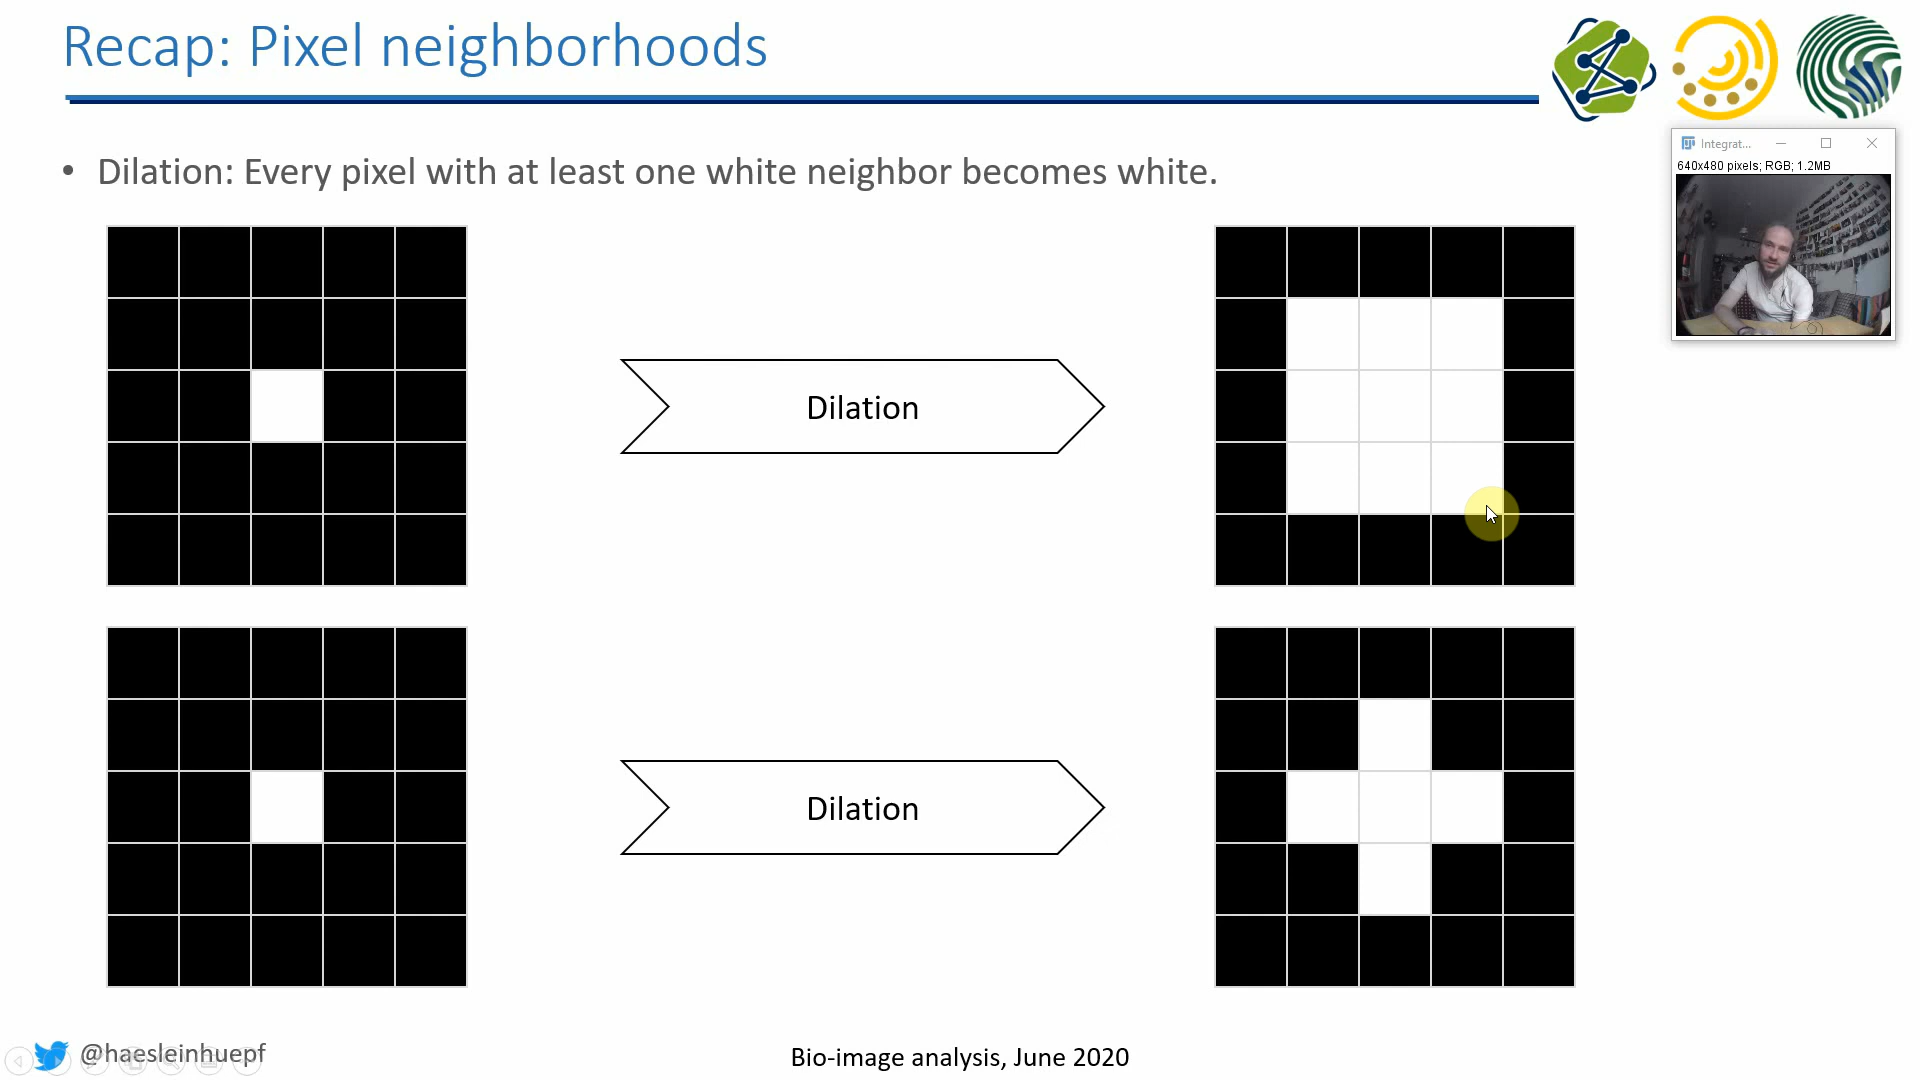 Recap: Pixel neighborhoods
Integrat...
640x480 pixels; RGB; 1.2MB
• Dilation: Every pixel with at least one white neighbor becomes white.
Dilation
Dilation
@haesleinhuepf
Bio-image analysis, June 2020